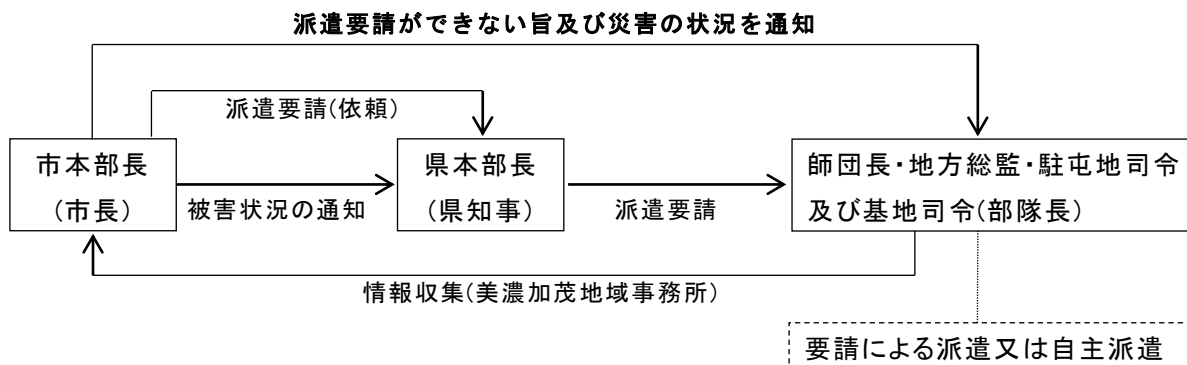 派遣要請ができない旨及び災害の状況を通知
派遣要請(依頼)
市本部長
(市長)
被害状況の通知
県本部長
(県知事)
派遣要請
師団長・地方総監・駐屯地司令
及び基地司令(部隊長)
情報収集(美濃加茂地域事務所)
要請による派遣又は自主派遣